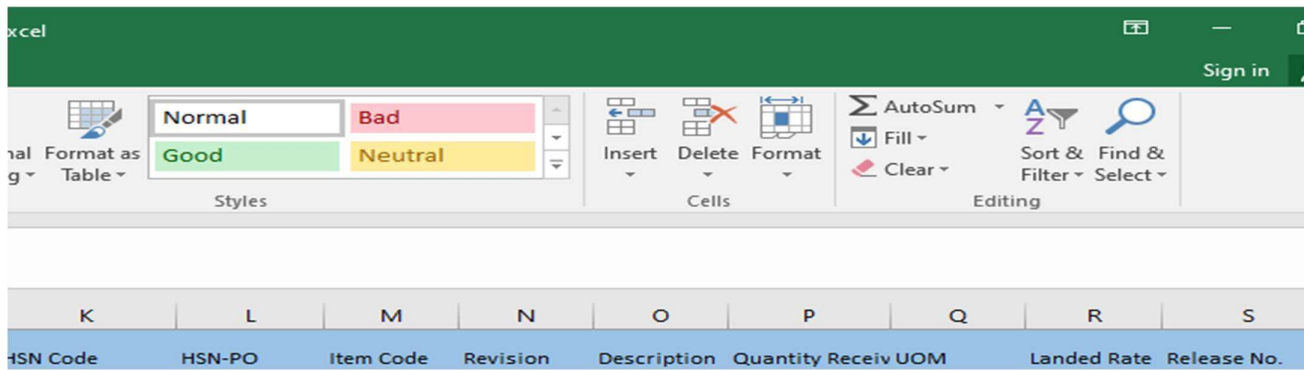 xcel
Sign in
Normal Bad AutoSum
Fill
nal Format as Good Neutral Insert Delete Format Sort & Find &
g Table Clear Filter Select
Styles Cells Editing
K L M N O P Q R S
HSN Code HSN-PO Item Code Revision Description Quantity Receiv UOM Landed Rate Release No.